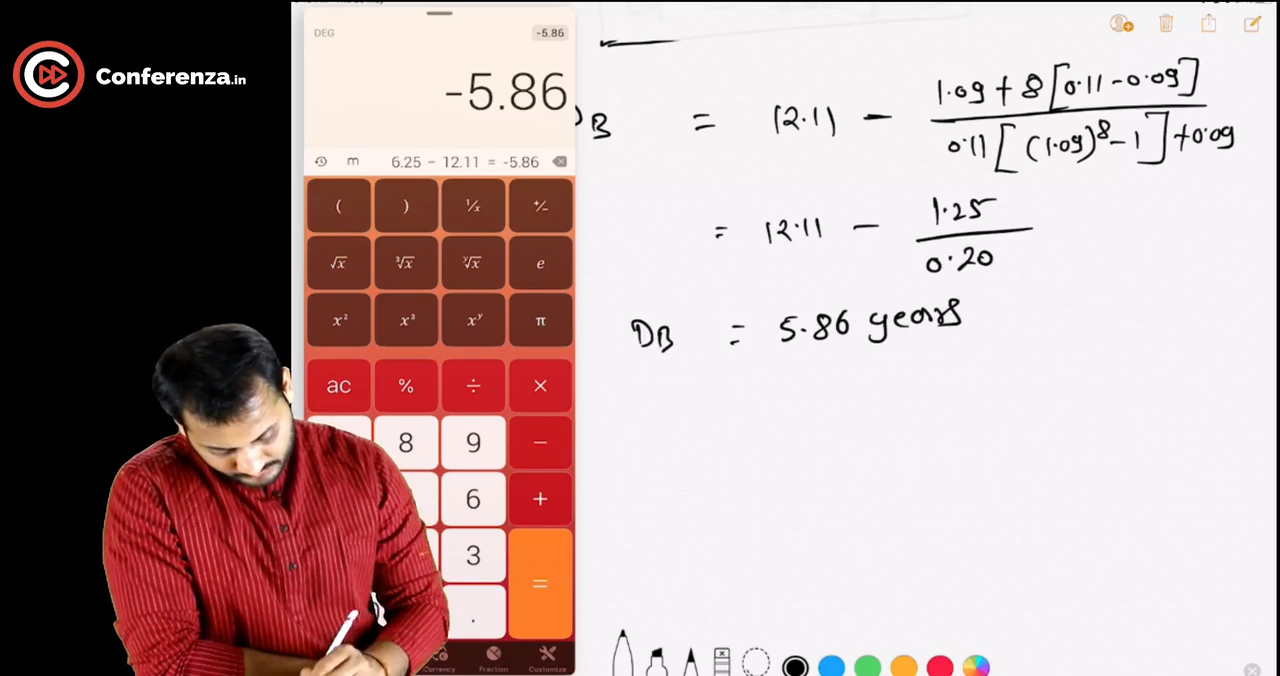 Conferenza.in
DEG
-5.86
-5.86
m 6.25 − 12.11 = -5.86
( ) 1/x +/−
√x ³√x ʸ√x e
x² x³ xʸ π
ac % ÷ ×
8 9 −
6 +
3
. =
Currency Fraction Customize
DB = 12.11 − 1.09 + 8[0.11 − 0.09] / 0.11[(1.09)⁸ − 1] + 0.09
= 12.11 − 1.25 / 0.20
DB = 5.86 years